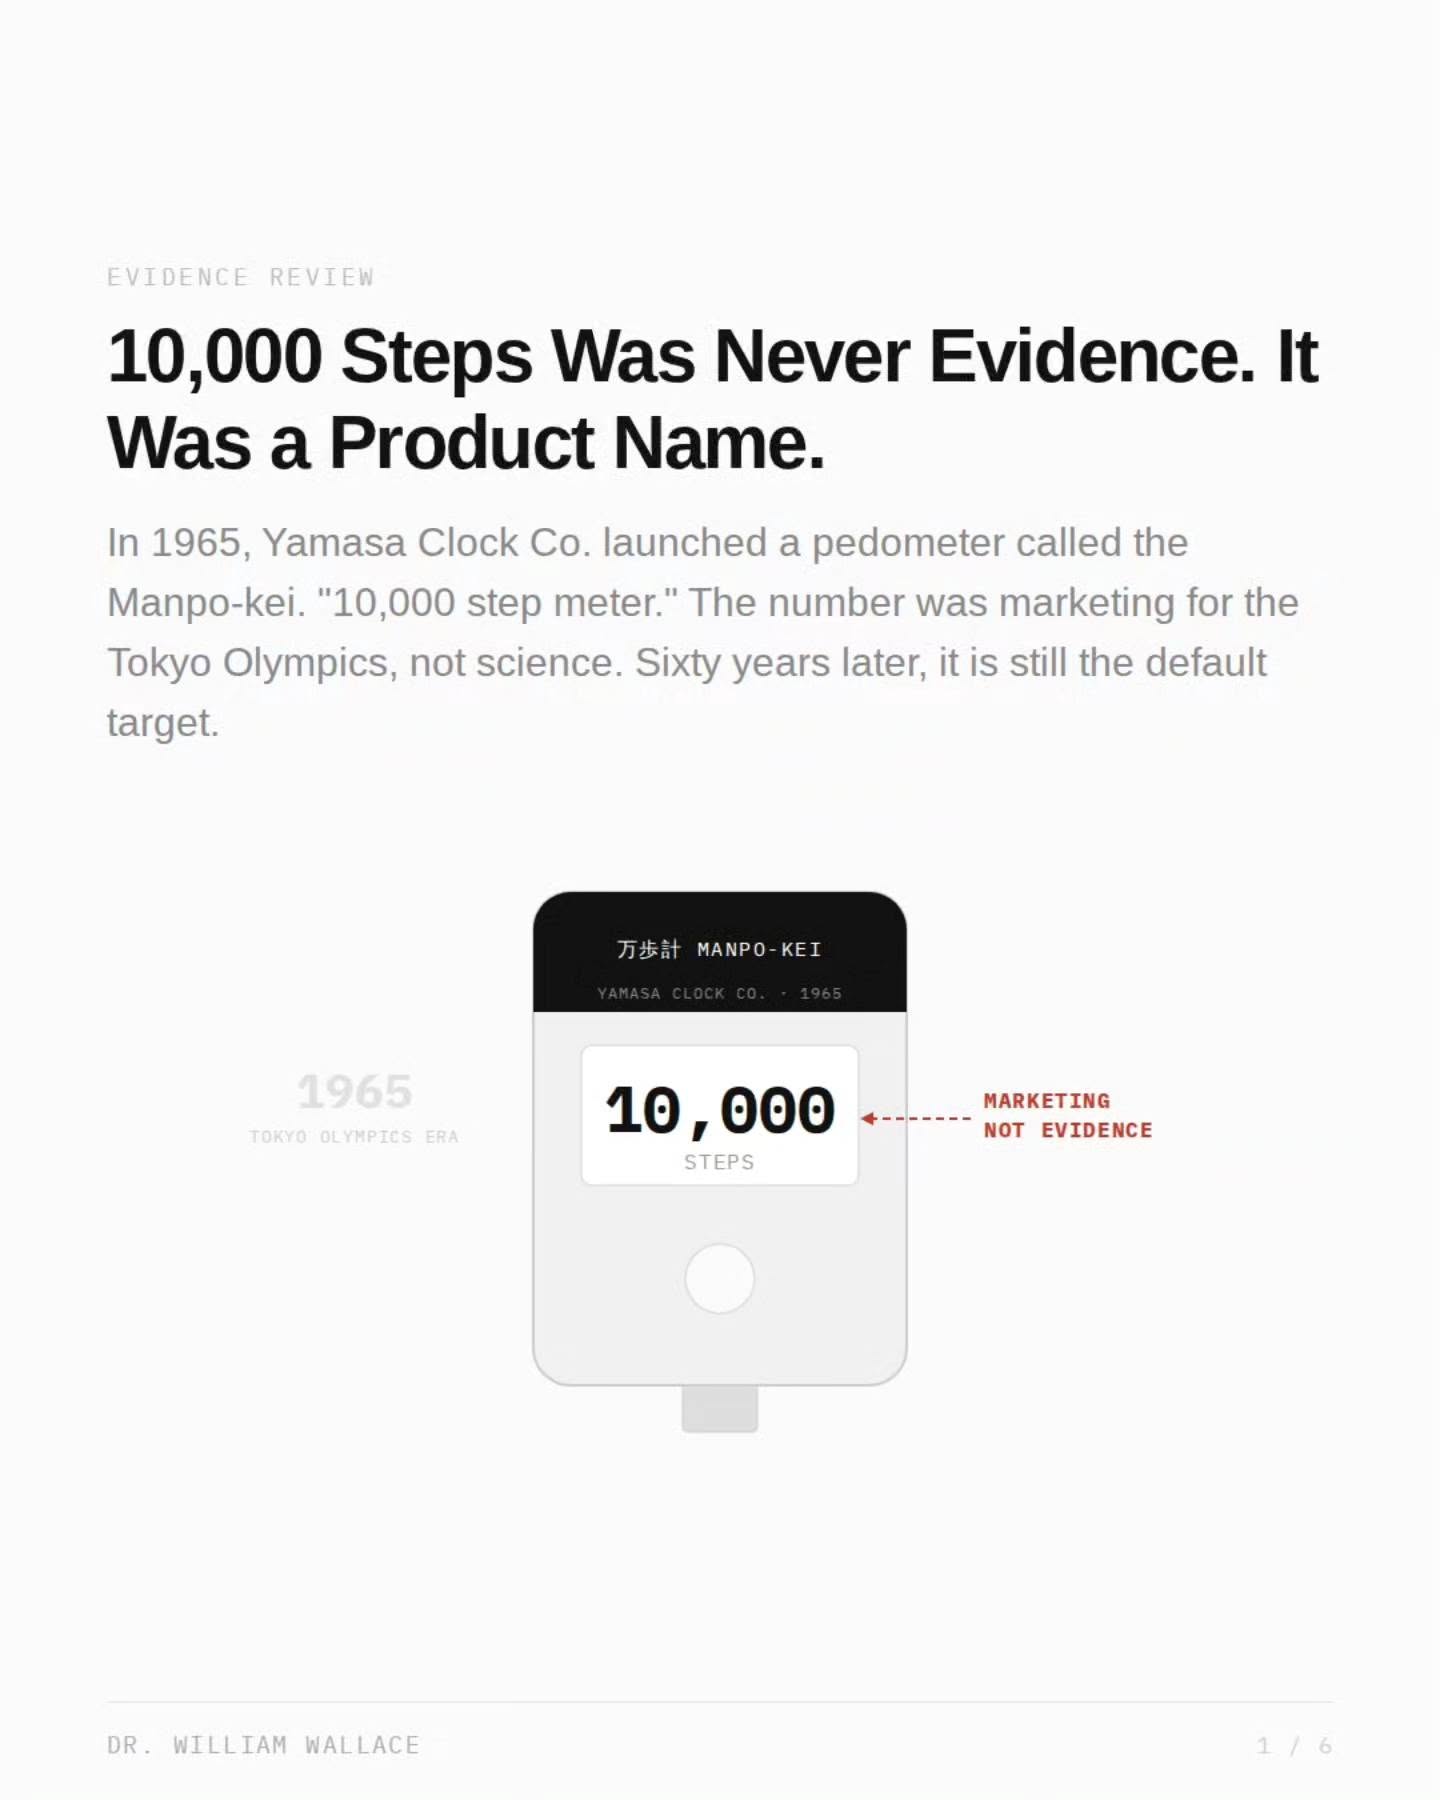 EVIDENCE REVIEW
10,000 Steps Was Never Evidence. It
Was a Product Name.
In 1965, Yamasa Clock Co. launched a pedometer called the
Manpo-kei. "10,000 step meter." The number was marketing for the
Tokyo Olympics, not science. Sixty years later, it is still the default
target.
万歩計 MANPO-KEI
YAMASA CLOCK CO. · 1965
1965
TOKYO OLYMPICS ERA
10,000
STEPS
MARKETING
NOT EVIDENCE
DR. WILLIAM WALLACE
1 / 6